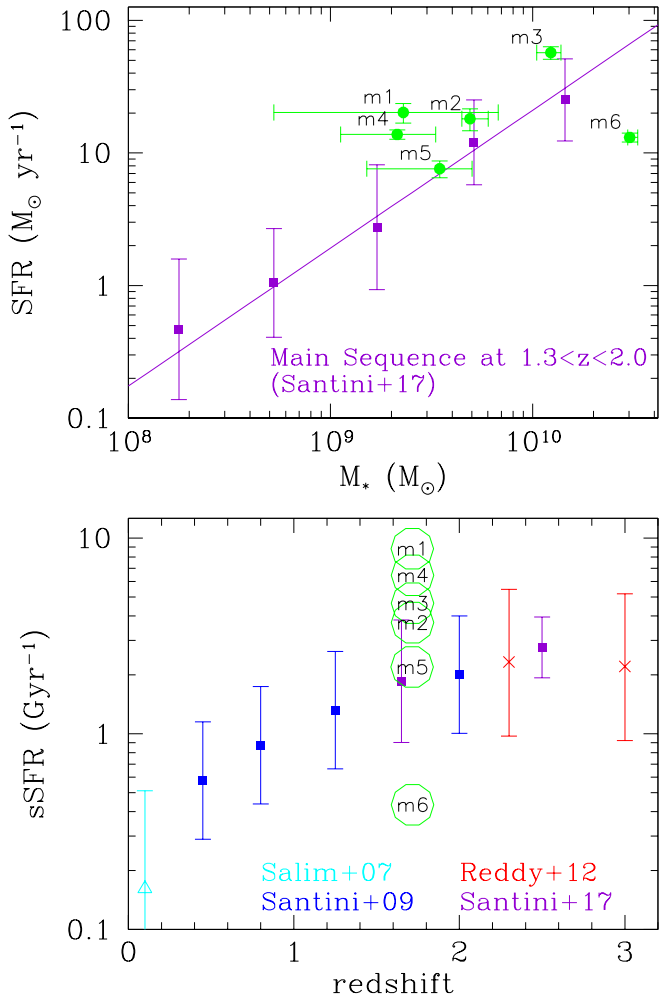 100
10
1
0.1
SFR (M⊙ yr⁻¹)
m1
m2
m3
m4
m5
m6
Main Sequence at 1.3<z<2.0
(Santini+17)
10⁸
10⁹
10¹⁰
M* (M⊙)
10
1
0.1
sSFR (Gyr⁻¹)
m1
m4
m3
m2
m5
m6
Salim+07
Reddy+12
Santini+09
Santini+17
0
1
2
3
redshift